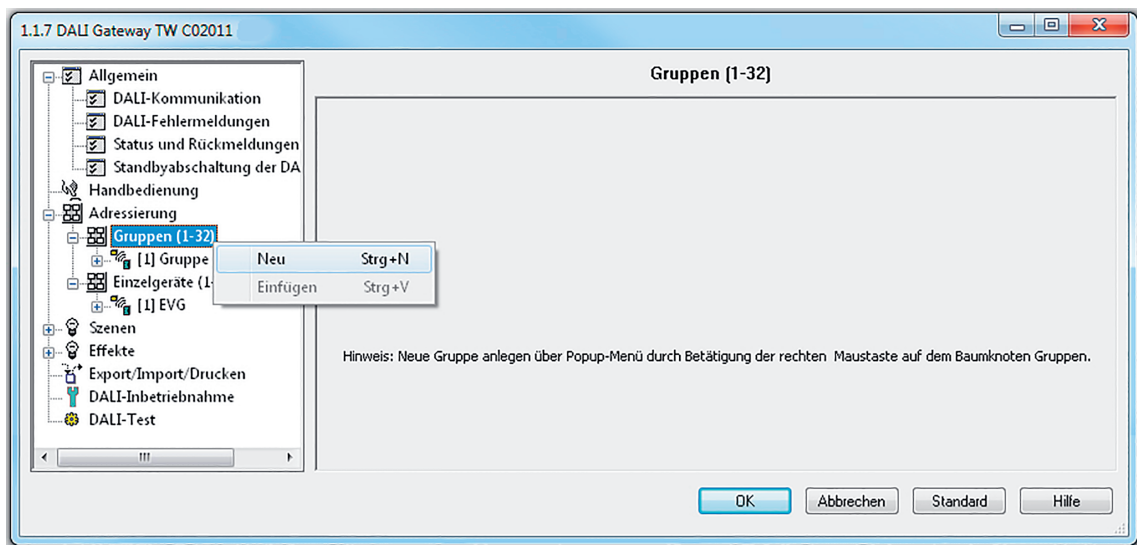 1.1.7 DALI Gateway TW C02011
Allgemein
DALI-Kommunikation
DALI-Fehlermeldungen
Status und Rückmeldungen
Standbyabschaltung der DA
Handbedienung
Adressierung
Gruppen (1-32)
[1] Gruppe
Einzelgeräte (1-
[1] EVG
Szenen
Effekte
Export/Import/Drucken
DALI-Inbetriebnahme
DALI-Test
Neu Strg+N
Einfügen Strg+V
Gruppen (1-32)
Hinweis: Neue Gruppe anlegen über Popup-Menü durch Betätigung der rechten Maustaste auf dem Baumknoten Gruppen.
OK Abbrechen Standard Hilfe